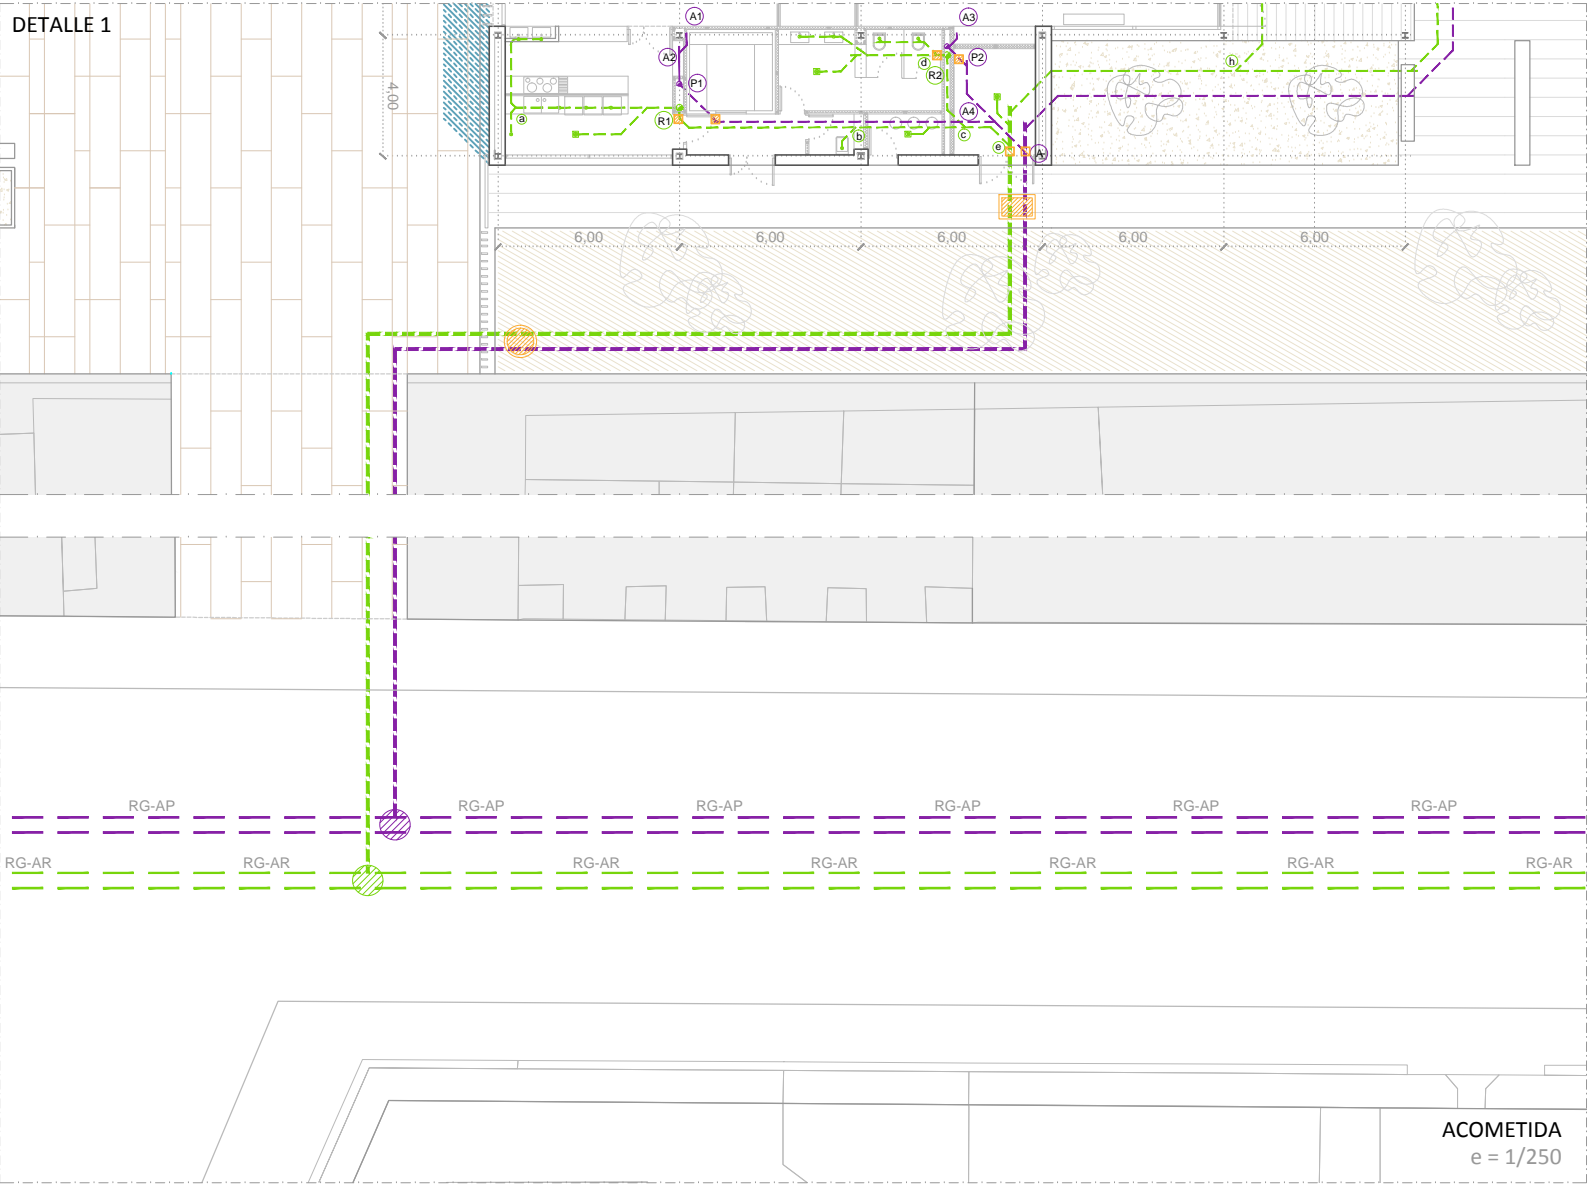 DETALLE 1
A1
A3
A2
P1
P2
d
R2
h
4,00
a
R1
A4
b
c
e
A
6,00
6,00
6,00
6,00
6,00
RG-AP
RG-AP
RG-AP
RG-AP
RG-AP
RG-AP
RG-AR
RG-AR
RG-AR
RG-AR
RG-AR
RG-AR
RG-AR
ACOMETIDA
e = 1/250